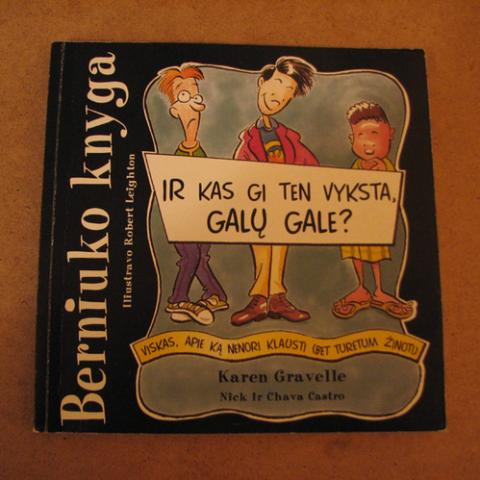 Berniuko knyga
Iliustravo Robert Leighton
IR KAS GI TEN VYKSTA,
GALŲ GALE?
VISKAS, APIE KĄ NENORI KLAUSTI (BET TURĖTUM ŽINOTI)
Karen Gravelle
Nick Ir Chava Castro